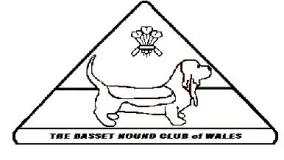 THE BASSET HOUND CLUB of WALES